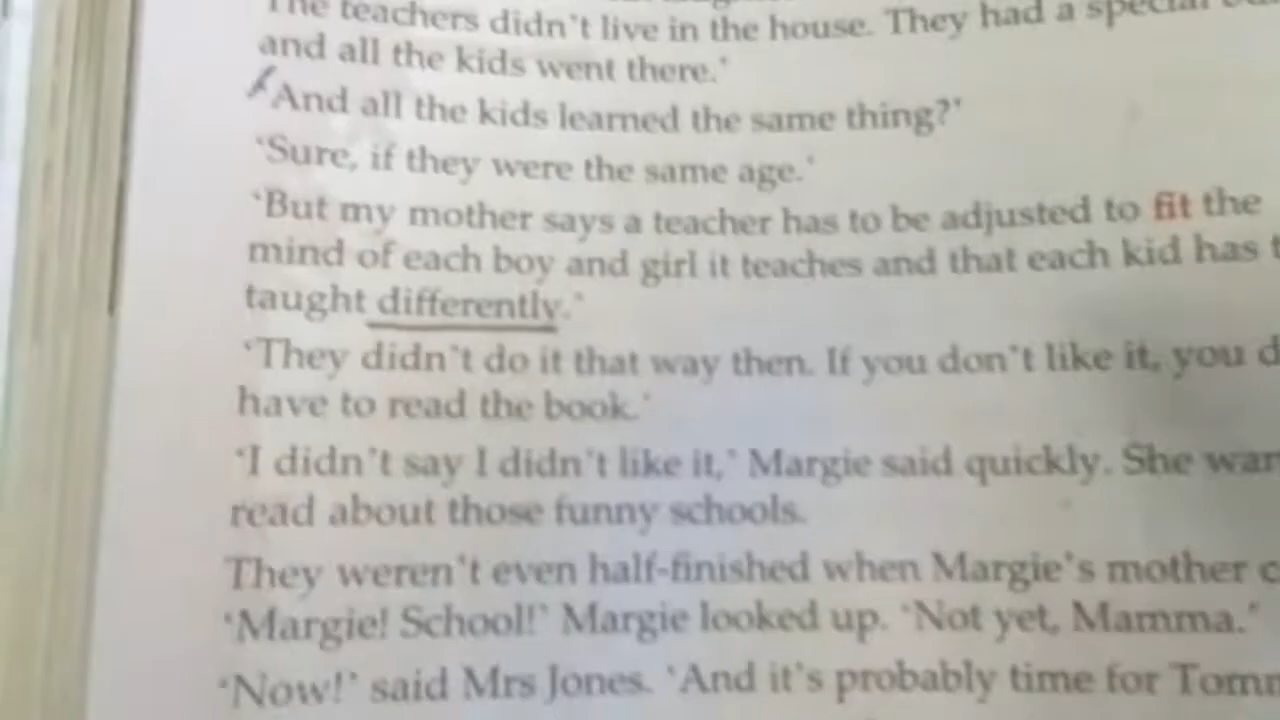 The teachers didn't live in the house. They had a special
and all the kids went there.'
'And all the kids learned the same thing?'
'Sure, if they were the same age.'
'But my mother says a teacher has to be adjusted to fit the
mind of each boy and girl it teaches and that each kid has
taught differently.'
'They didn't do it that way then. If you don't like it, you
have to read the book.'
'I didn't say I didn't like it,' Margie said quickly. She
read about those funny schools.
They weren't even half-finished when Margie's mother
'Margie! School!' Margie looked up. 'Not yet, Mamma.'
'Now!' said Mrs Jones. 'And it's probably time for